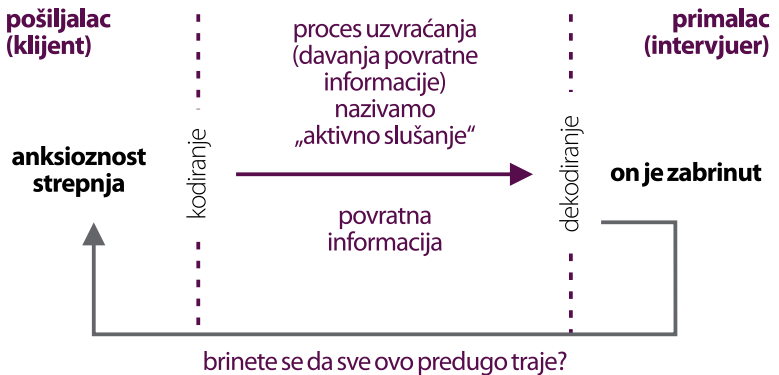 pošiljalac
(klijent)
proces uzvraćanja
(davanja povratne
informacije)
nazivamo
„aktivno slušanje“
primalac
(intervjuer)
anksioznost
strepnja
kodiranje
dekodiranje
on je zabrinut
povratna
informacija
brinete se da sve ovo predugo traje?